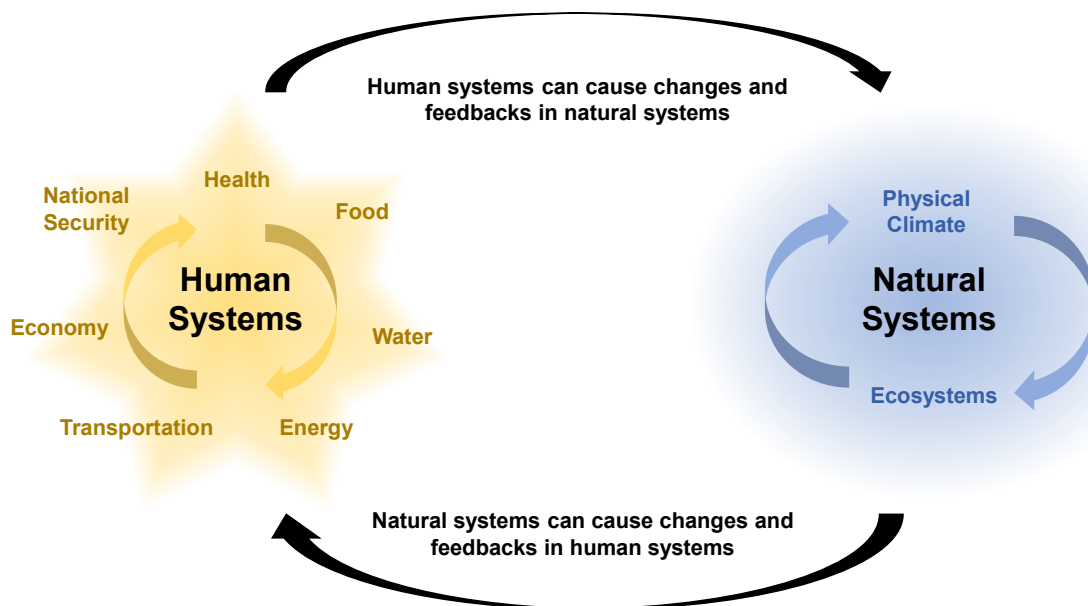 Human systems can cause changes and
feedbacks in natural systems
Health
National
Security
Food
Human
Systems
Economy
Water
Transportation
Energy
Physical
Climate
Natural
Systems
Ecosystems
Natural systems can cause changes and
feedbacks in human systems